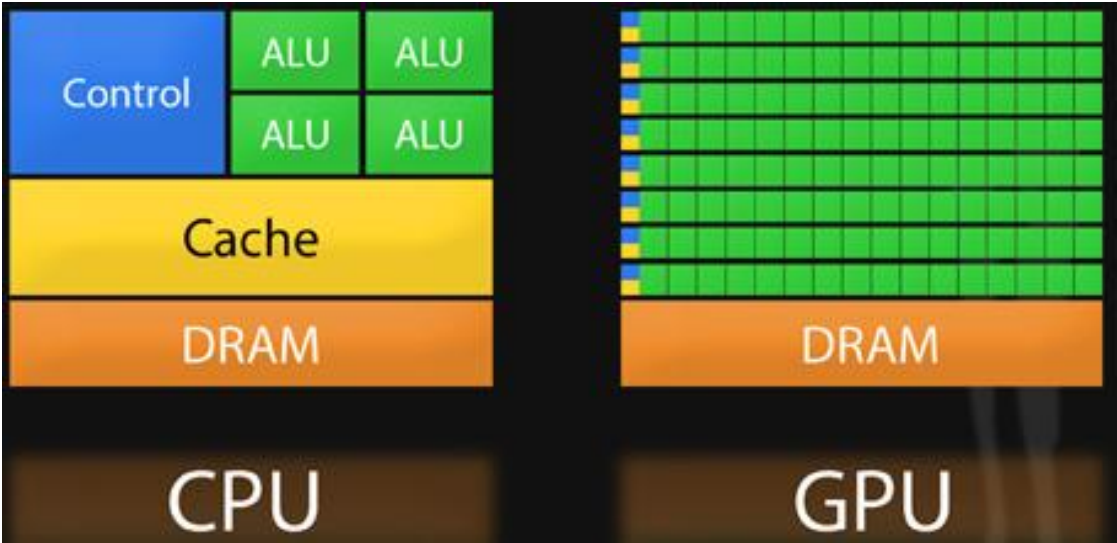 Control
ALU ALU
ALU ALU
Cache
DRAM
CPU
DRAM
GPU